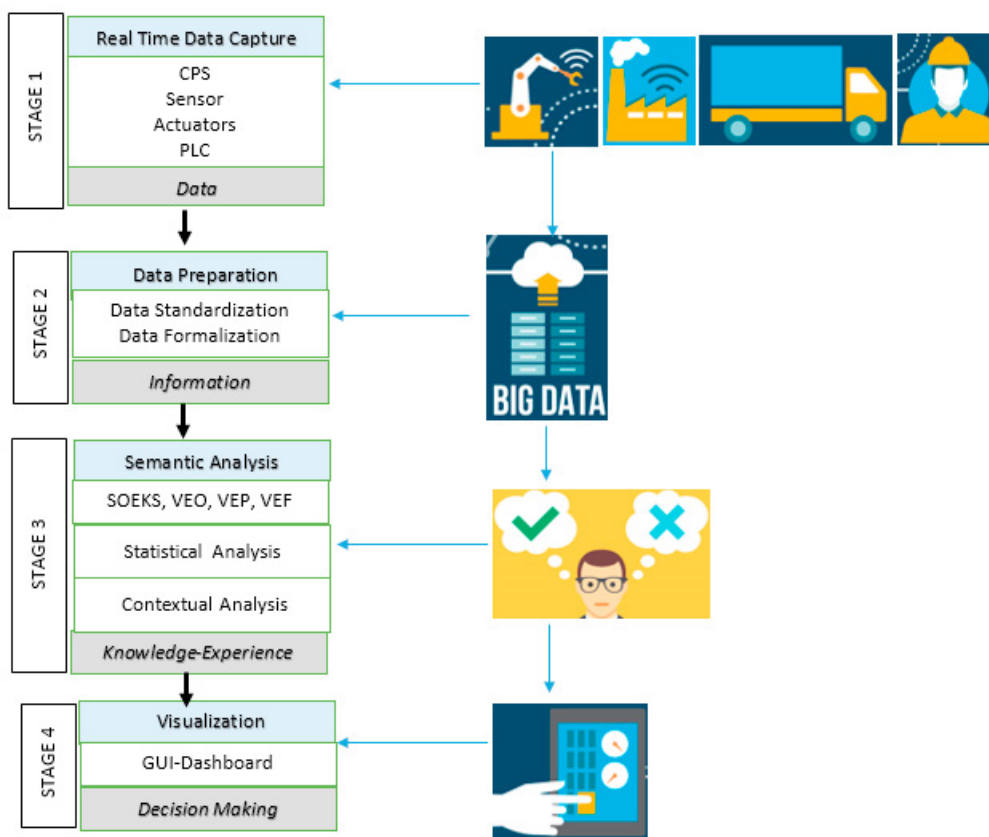 STAGE 1
Real Time Data Capture
CPS
Sensor
Actuators
PLC
Data
STAGE 2
Data Preparation
Data Standardization
Data Formalization
Information
BIG DATA
STAGE 3
Semantic Analysis
SOEKS, VEO, VEP, VEF
Statistical Analysis
Contextual Analysis
Knowledge-Experience
STAGE 4
Visualization
GUI-Dashboard
Decision Making